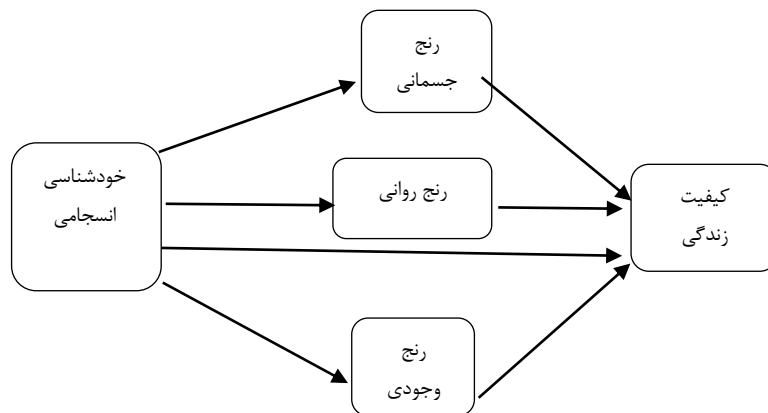 رنج
جسمانی
خودشناسی
انسجامی
رنج روانی
کیفیت
زندگی
رنج
وجودی